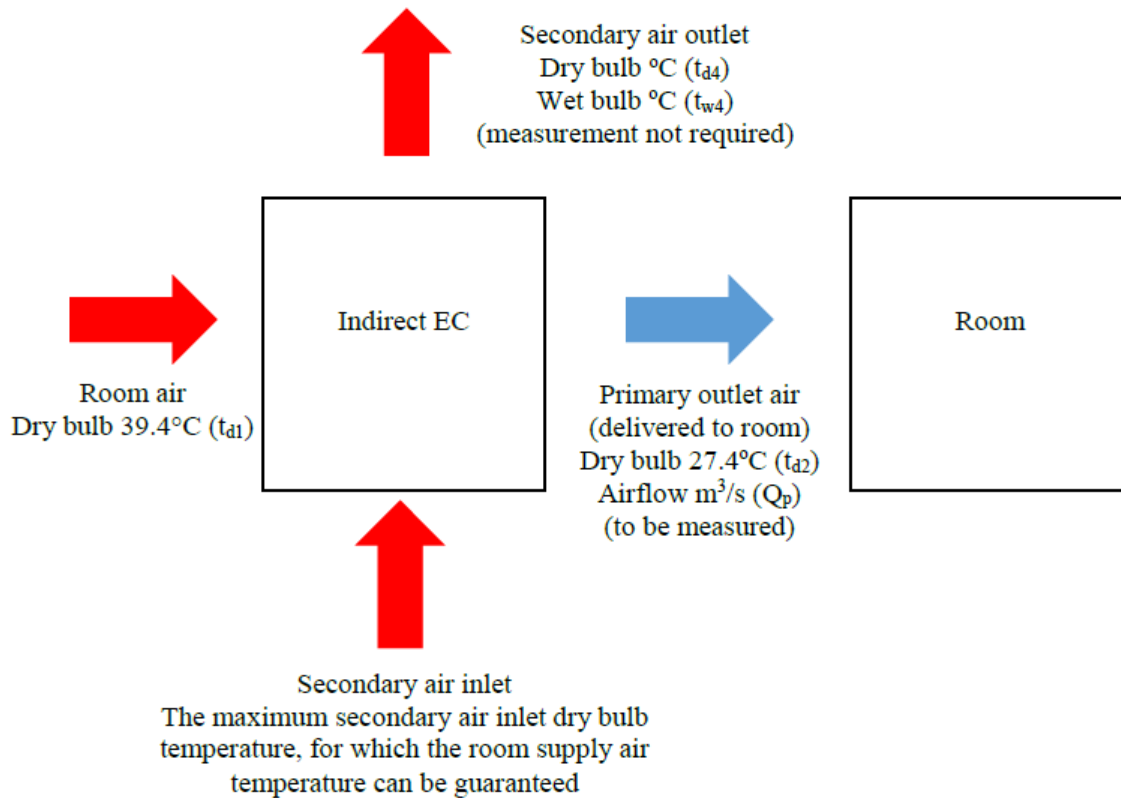 Secondary air outlet
Dry bulb ºC (td4)
Wet bulb ºC (tw4)
(measurement not required)
Indirect EC
Room
Room air
Dry bulb 39.4°C (td1)
Primary outlet air
(delivered to room)
Dry bulb 27.4ºC (td2)
Airflow m³/s (Qp)
(to be measured)
Secondary air inlet
The maximum secondary air inlet dry bulb
temperature, for which the room supply air
temperature can be guaranteed